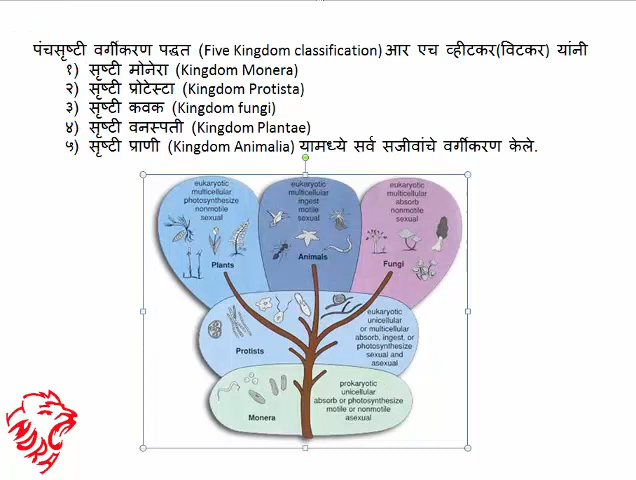 पंचसृष्टी वर्गीकरण पद्धत (Five Kingdom classification) आर एच व्हीटकर(विटकर) यांनी
१) सृष्टी मोनेरा (Kingdom Monera)
२) सृष्टी प्रोटेस्टा (Kingdom Protista)
३) सृष्टी कवक (Kingdom fungi)
४) सृष्टी वनस्पती (Kingdom Plantae)
५) सृष्टी प्राणी (Kingdom Animalia) यामध्ये सर्व सजीवांचे वर्गीकरण केले.
eukaryotic
multicellular
photosynthesize
nonmotile
sexual
Plants
eukaryotic
multicellular
ingest
motile
sexual
Animals
eukaryotic
multicellular
absorb
nonmotile
sexual
Fungi
Protists
eukaryotic
unicellular
or multicellular
absorb, ingest, or
photosynthesize
sexual and
asexual
Monera
prokaryotic
unicellular
absorb or photosynthesize
motile or nonmotile
asexual